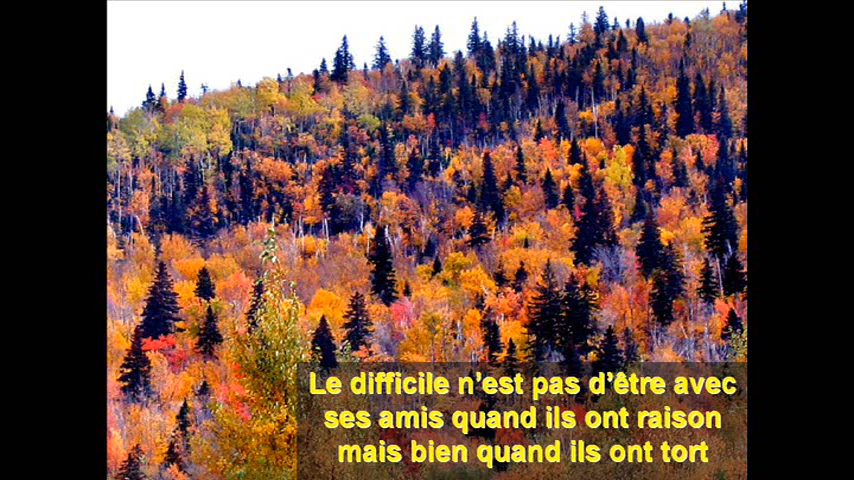 Le difficile n’est pas d’être avec
ses amis quand ils ont raison
mais bien quand ils ont tort